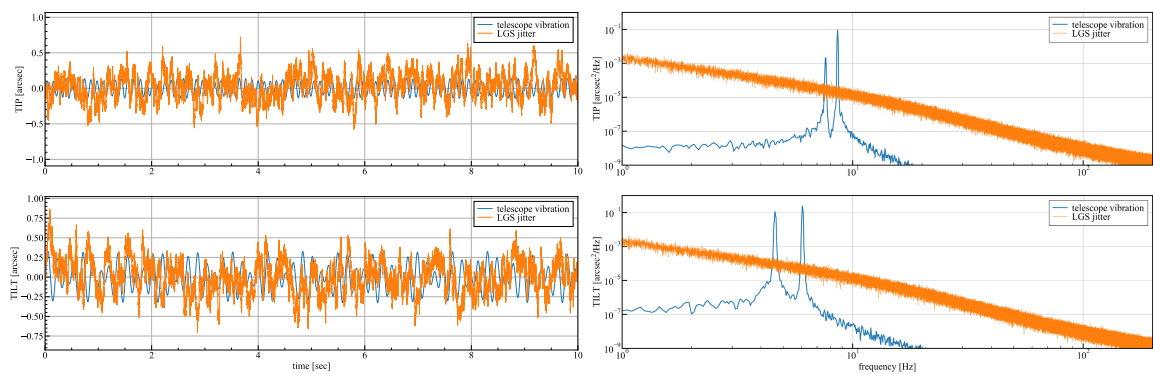 1.0
0.5
0.0
−0.5
−1.0
TIP [arcsec]
0 2 4 6 8 10
telescope vibration
LGS jitter
10⁻¹
10⁻³
10⁻⁵
10⁻⁷
10⁻⁹
TIP [arcsec²/Hz]
10⁰ 10¹ 10²
telescope vibration
LGS jitter
1.00
0.75
0.50
0.25
0.00
−0.25
−0.50
−0.75
TILT [arcsec]
0 2 4 6 8 10
time [sec]
telescope vibration
LGS jitter
10⁻¹
10⁻³
10⁻⁵
10⁻⁷
10⁻⁹
TILT [arcsec²/Hz]
10⁰ 10¹ 10²
frequency [Hz]
telescope vibration
LGS jitter